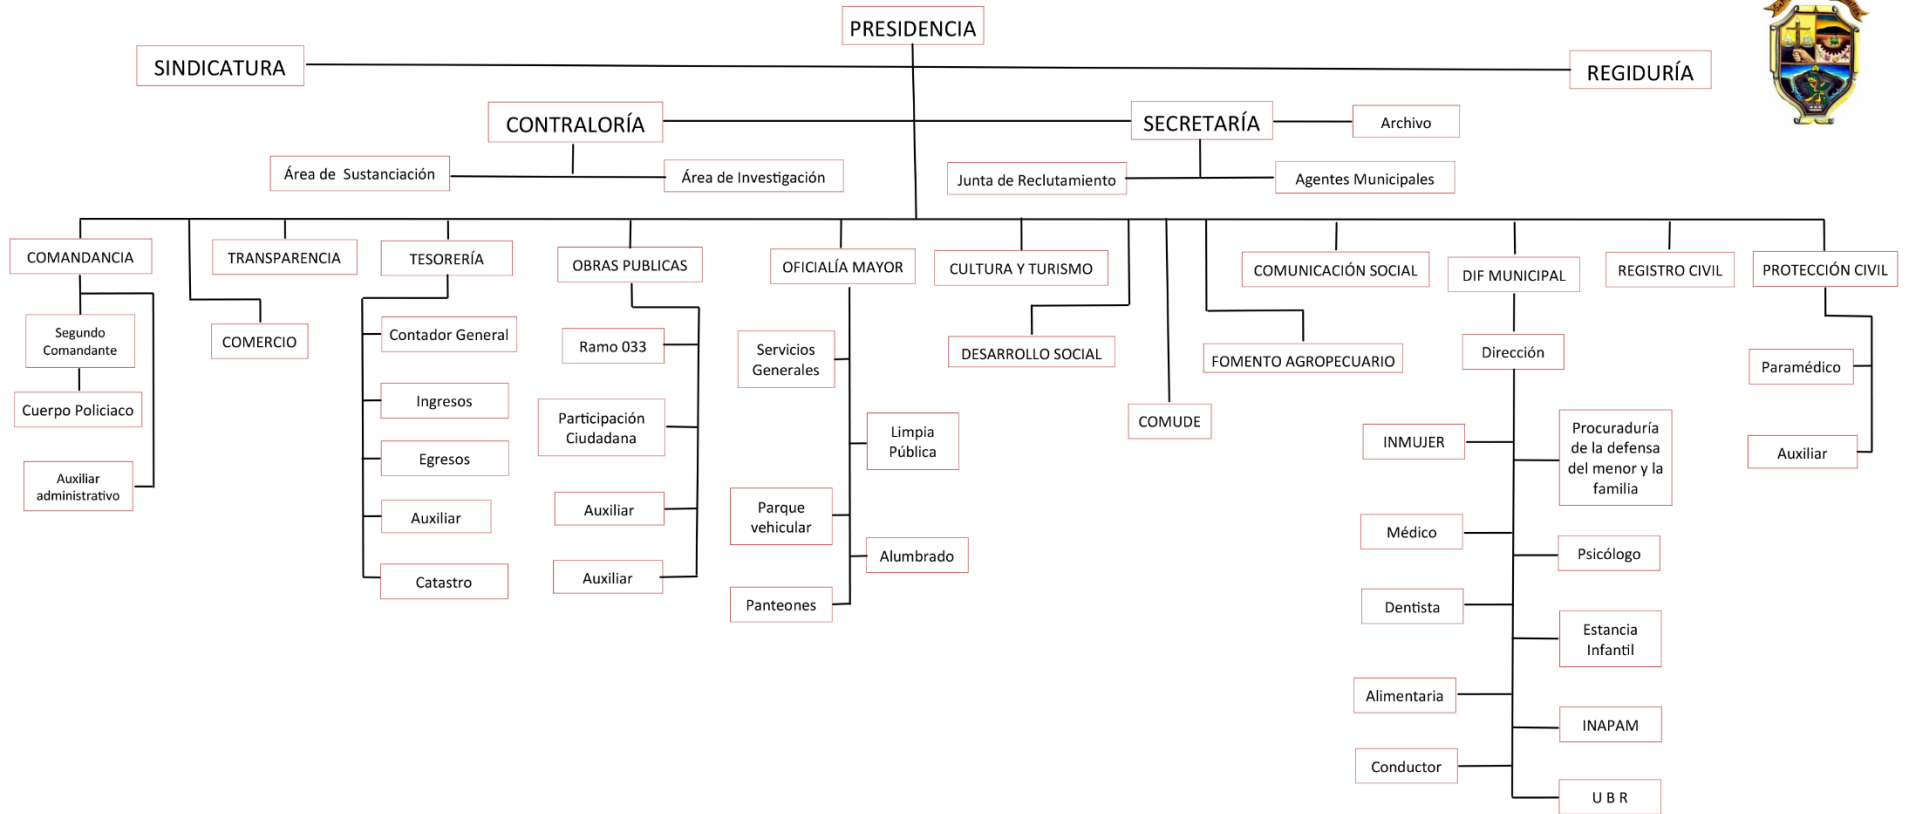 PRESIDENCIA
SINDICATURA
REGIDURÍA
CONTRALORÍA
SECRETARÍA
Archivo
Área de Sustanciación
Área de Investigación
Junta de Reclutamiento
Agentes Municipales
COMANDANCIA
TRANSPARENCIA
TESORERÍA
OBRAS PUBLICAS
OFICIALÍA MAYOR
CULTURA Y TURISMO
COMUNICACIÓN SOCIAL
DIF MUNICIPAL
REGISTRO CIVIL
PROTECCIÓN CIVIL
Segundo
Comandante
Cuerpo Policiaco
Auxiliar
administrativo
COMERCIO
Contador General
Ingresos
Egresos
Auxiliar
Catastro
Ramo 033
Participación
Ciudadana
Auxiliar
Auxiliar
Servicios
Generales
Limpia
Pública
Parque
vehicular
Alumbrado
Panteones
DESARROLLO SOCIAL
COMUDE
FOMENTO AGROPECUARIO
Dirección
INMUJER
Procuraduría
de la defensa
del menor y la
familia
Médico
Psicólogo
Dentista
Estancia
Infantil
Alimentaria
INAPAM
Conductor
U B R
Paramédico
Auxiliar